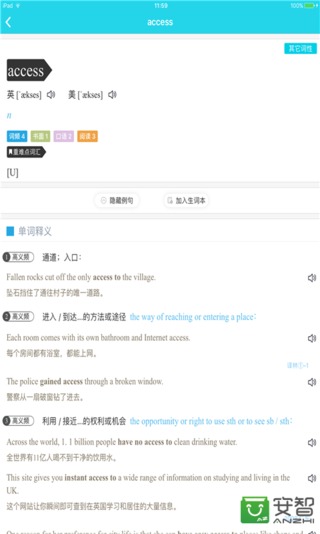 iPad 11:59
access
其它词性
access
英 [ˈækses] 美 [ˈækses]
n
词频 4 书面 1 口语 2 阅读 3
重难点词汇
[U]
隐藏例句 加入生词本
单词释义
1 高义频 通道；入口：
Fallen rocks cut off the only access to the village.
坠石挡住了通往村子的唯一道路。
2 高义频 进入 / 到达...的方法或途径 the way of reaching or entering a place：
Each room comes with its own bathroom and Internet access.
每个房间都有浴室、都能上网。
The police gained access through a broken window.
警察从一扇破窗钻了进去。
3 高义频 利用 / 接近...的权利或机会 the opportunity or right to use sth or to see sb / sth：
Across the world, 1. 1 billion people have no access to clean drinking water.
全世界有11亿人喝不到干净的饮用水。
This site gives you instant access to a wide range of information on studying and living in the
UK.
这个网站让你瞬间即可查到在英国学习和居住的大量信息。
安智
ANZHI